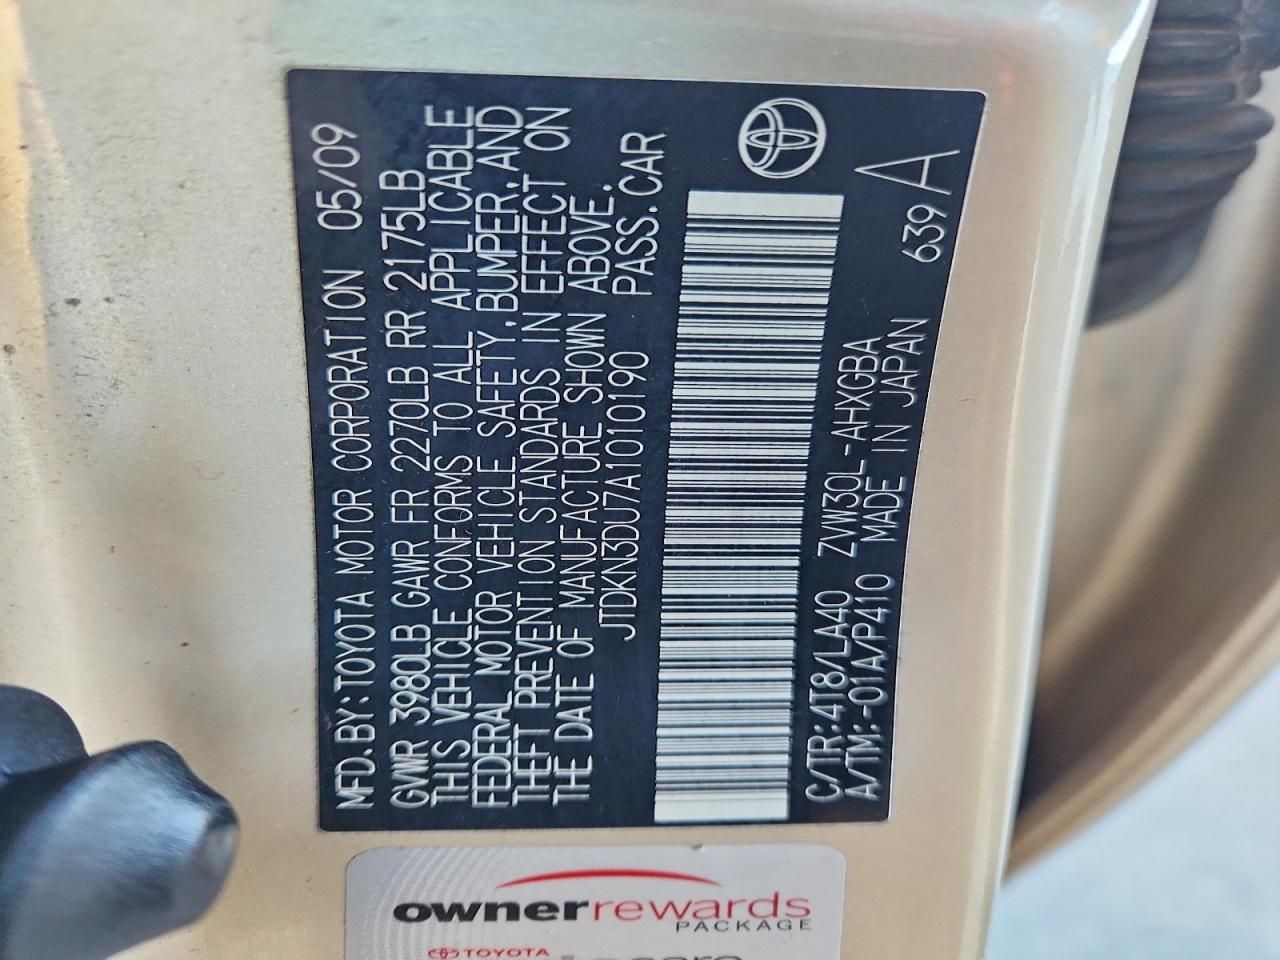 MFD.BY:TOYOTA MOTOR CORPORATION 05/09
GVWR 3980LB GAWR FR 2270LB RR 2175LB
THIS VEHICLE CONFORMS TO ALL APPLICABLE
FEDERAL MOTOR VEHICLE SAFETY,BUMPER,AND
THEFT PREVENTION STANDARDS IN EFFECT ON
THE DATE OF MANUFACTURE SHOWN ABOVE.
JTDKN3DU7A1010190 PASS.CAR
C/TR:4T8/LA40 ZVW30L-AHXGBA
A/TM:-01A/P410 MADE IN JAPAN 639 A
ownerrewards
PACKAGE
TOYOTA